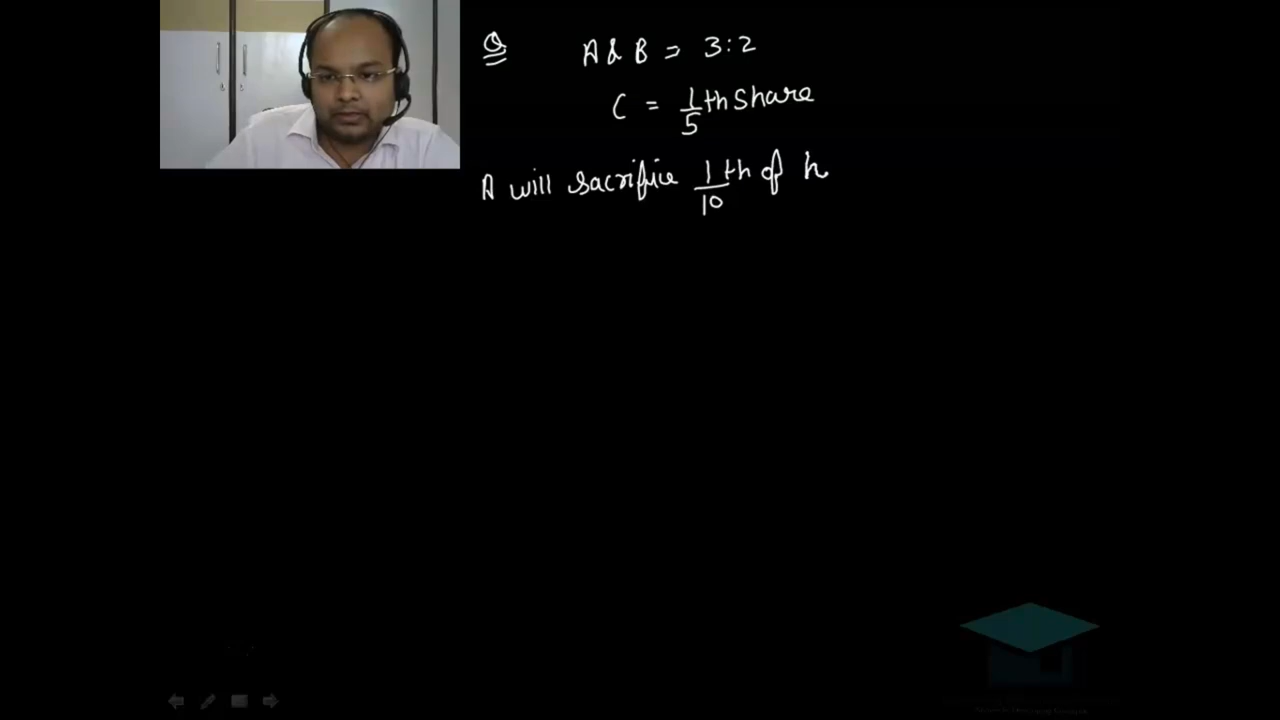 Q A & B = 3:2
C = 1/5 th Share
A will sacrifice 1/10 th of h